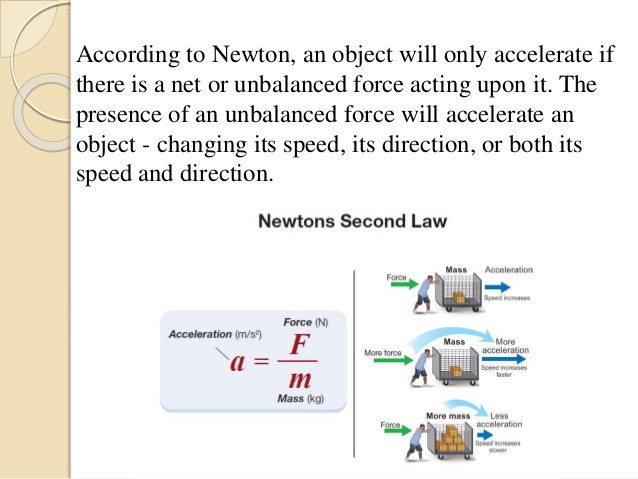 According to Newton, an object will only accelerate if
there is a net or unbalanced force acting upon it. The
presence of an unbalanced force will accelerate an
object - changing its speed, its direction, or both its
speed and direction.
Newtons Second Law
Acceleration (m/s²)
Force (N)
a = F
m
Mass (kg)
Force
Mass
Acceleration
Speed increases
More force
Mass
More
acceleration
Speed increases
faster
Force
More mass
Less
acceleration
Speed increases
slower